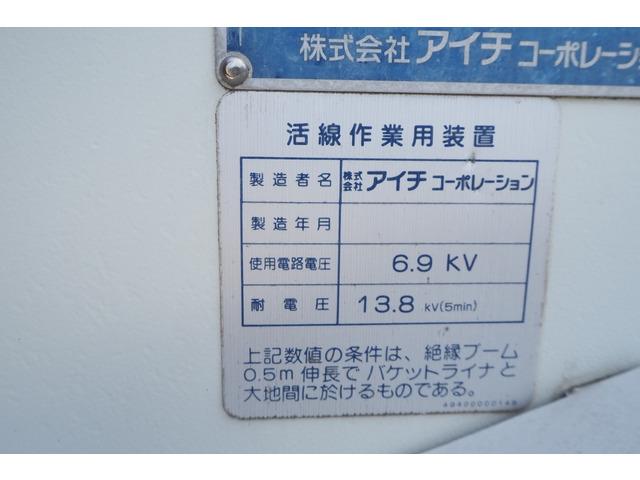 株式会社 アイチ コーポレーショ
活線作業用装置
製造者名 株式会社 アイチ コーポレーション
製造年月
使用電路電圧 6.9 KV
耐電圧 13.8 kV(5min)
上記数値の条件は、絶縁ブーム
0.5m 伸長で バケットライナと
大地間に於けるものである。